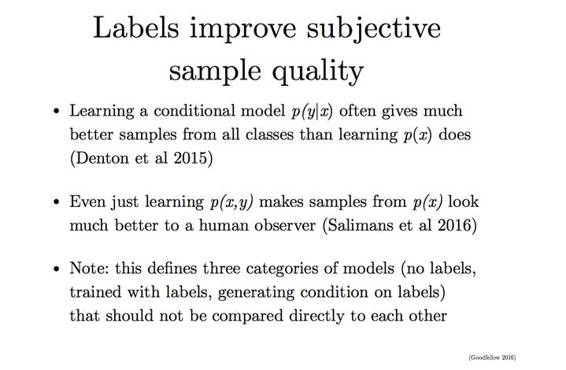 Labels improve subjective
sample quality
• Learning a conditional model p(y|x) often gives much
better samples from all classes than learning p(x) does
(Denton et al 2015)
• Even just learning p(x,y) makes samples from p(x) look
much better to a human observer (Salimans et al 2016)
• Note: this defines three categories of models (no labels,
trained with labels, generating condition on labels)
that should not be compared directly to each other
(Goodfellow 2016)